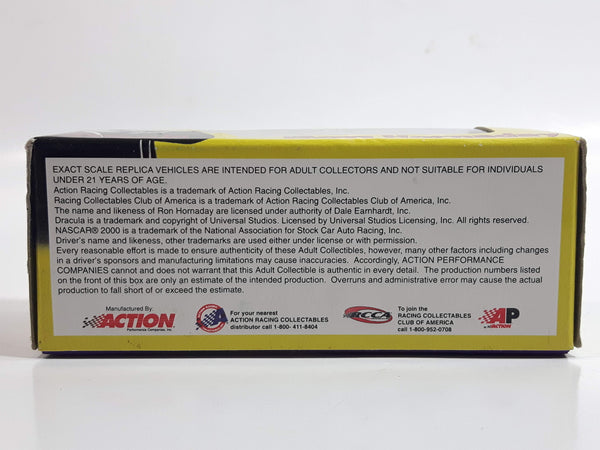 EXACT SCALE REPLICA VEHICLES ARE INTENDED FOR ADULT COLLECTORS AND NOT SUITABLE FOR INDIVIDUALS
UNDER 21 YEARS OF AGE.
Action Racing Collectables is a trademark of Action Racing Collectables, Inc.
Racing Collectables Club of America is a trademark of Racing Collectables Club of America, Inc.
The name and likeness of Ron Hornaday are licensed under authority of Dale Earnhardt, Inc.
Dracula is a trademark and copyright of Universal Studios. Licensed by Universal Studios Licensing, Inc. All rights reserved.
NASCAR® 2000 is a trademark of the National Association for Stock Car Auto Racing, Inc.
Driver's name and likeness, other trademarks are used either under license or with permission.
Every reasonable effort is made to ensure authenticity of these Adult Collectibles, however, many other factors including changes
in a driver's sponsors and manufacturing limitations may cause inaccuracies. Accordingly, ACTION PERFORMANCE
COMPANIES cannot and does not warrant that this Adult Collectible is authentic in every detail. The production numbers listed
on the front of this box are only an estimate of the intended production. Overruns and administrative error may cause the actual
production to fall short of or exceed the estimate.
Manufactured By:
ACTION
Performance Companies, Inc.
For your nearest
ACTION RACING COLLECTABLES
distributor call 1-800- 411-8404
RCCA
To join the
RACING COLLECTABLES
CLUB OF AMERICA
call 1-800-952-0708
AP
ACTION